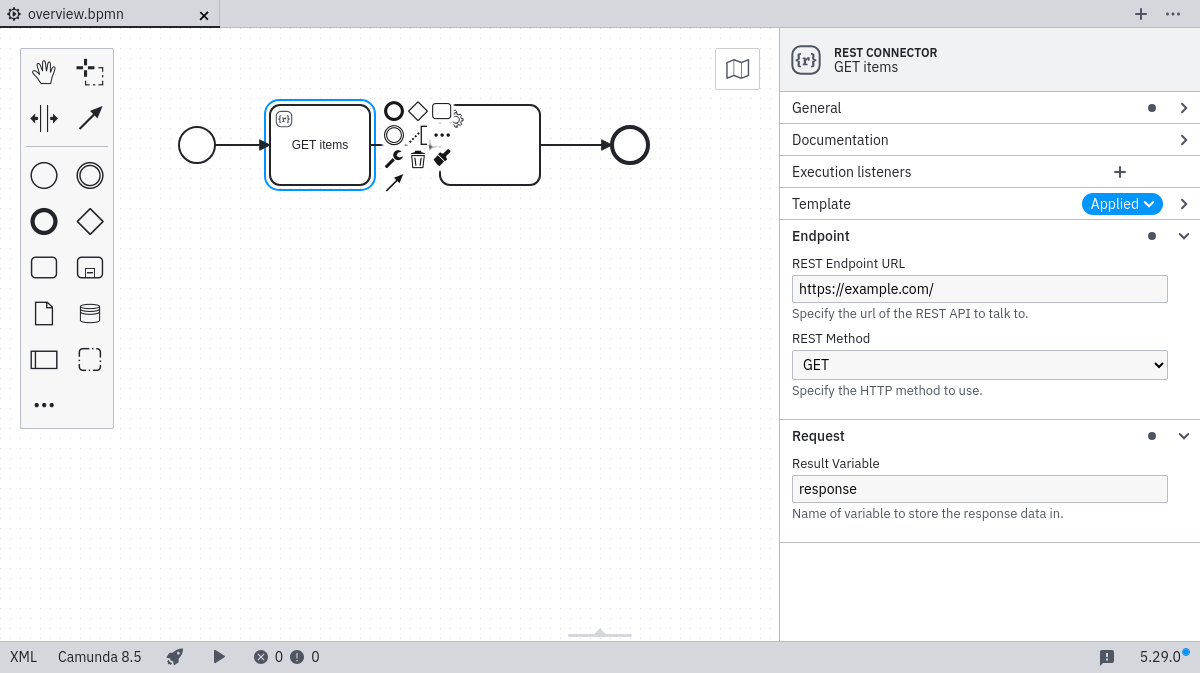 overview.bpmn
{r}
REST CONNECTOR
GET items
{r}
GET items
General
Documentation
Execution listeners
Template
Applied
Endpoint
REST Endpoint URL
https://example.com/
Specify the url of the REST API to talk to.
REST Method
GET
Specify the HTTP method to use.
Request
Result Variable
response
Name of variable to store the response data in.
XML
Camunda 8.5
0
0
5.29.0